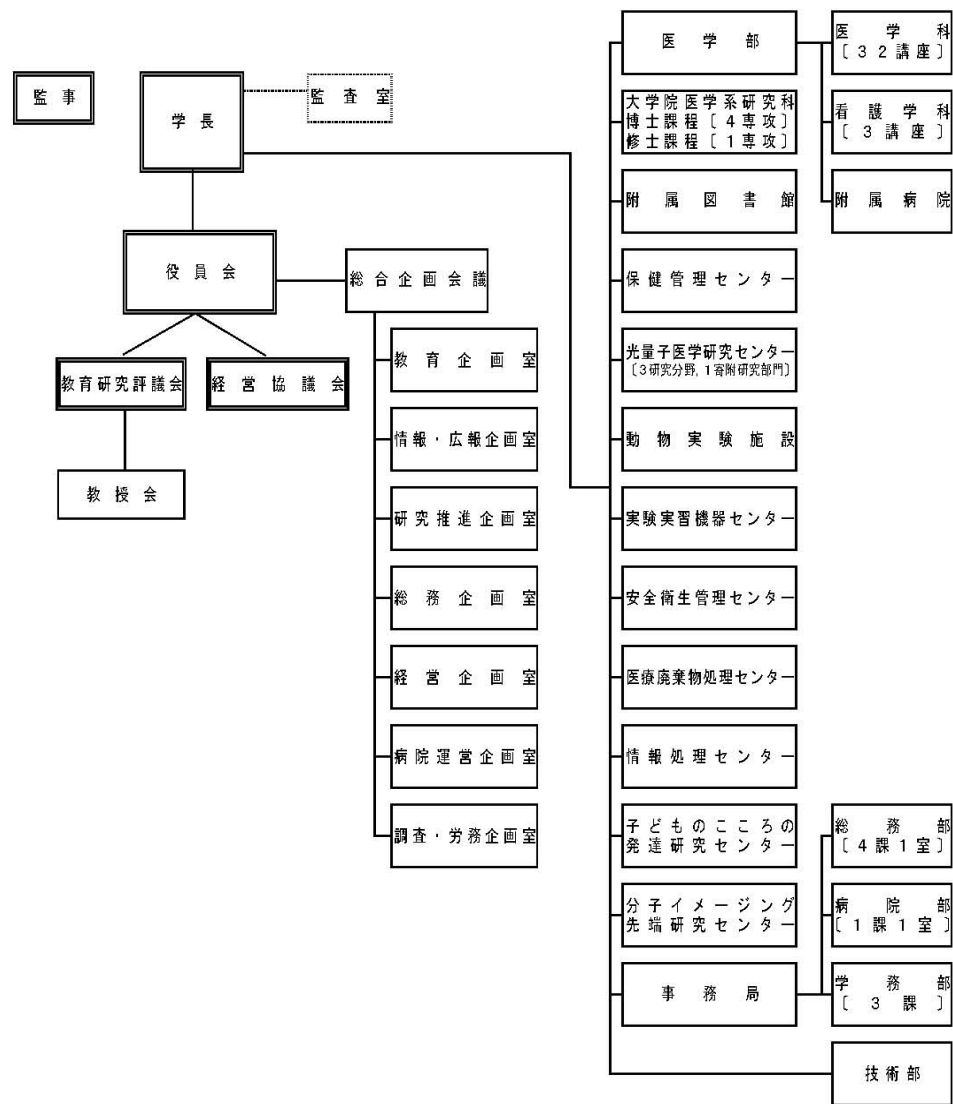 監事
学長
監査室
役員会
総合企画会議
教育研究評議会
経営協議会
教授会
教育企画室
情報・広報企画室
研究推進企画室
総務企画室
経営企画室
病院運営企画室
調査・労務企画室
医学部
医学科
〔32講座〕
看護学科
〔3講座〕
附属病院
大学院医学系研究科
博士課程〔4専攻〕
修士課程〔1専攻〕
附属図書館
保健管理センター
光量子医学研究センター
〔3研究分野,1寄附研究部門〕
動物実験施設
実験実習機器センター
安全衛生管理センター
医療廃棄物処理センター
情報処理センター
子どものこころの
発達研究センター
分子イメージング
先端研究センター
事務局
総務部
〔4課1室〕
病院部
〔1課1室〕
学務部
〔3課〕
技術部